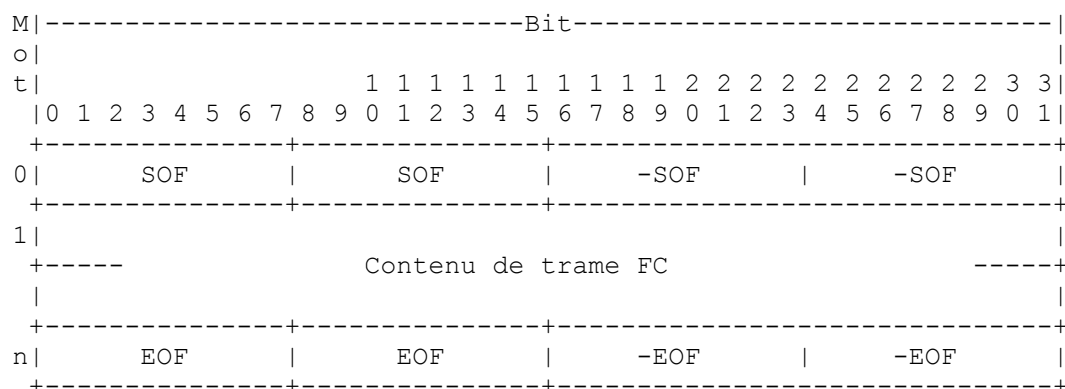 M|-------------------------------Bit--------------------------------|
o|                                                                 |
t|                     1 1 1 1 1 1 1 1 1 1 2 2 2 2 2 2 2 2 2 2 3 3|
 |0 1 2 3 4 5 6 7 8 9 0 1 2 3 4 5 6 7 8 9 0 1 2 3 4 5 6 7 8 9 0 1|
 +---------------+---------------+--------------------------------+
0|      SOF      |      SOF      |     -SOF      |     -SOF       |
 +---------------+---------------+--------------------------------+
1|                                                                |
 +-----               Contenu de trame FC                    -----+
 |                                                                |
 +---------------+---------------+--------------------------------+
n|      EOF      |      EOF      |     -EOF      |     -EOF       |
 +---------------+---------------+--------------------------------+